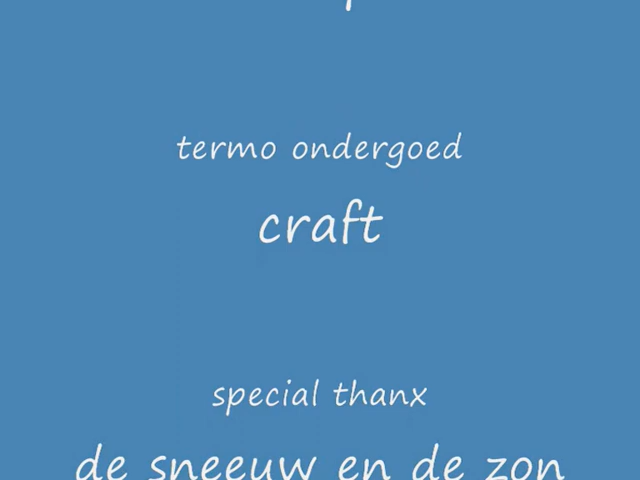 termo ondergoed
craft
special thanx
de sneeuw en de zon